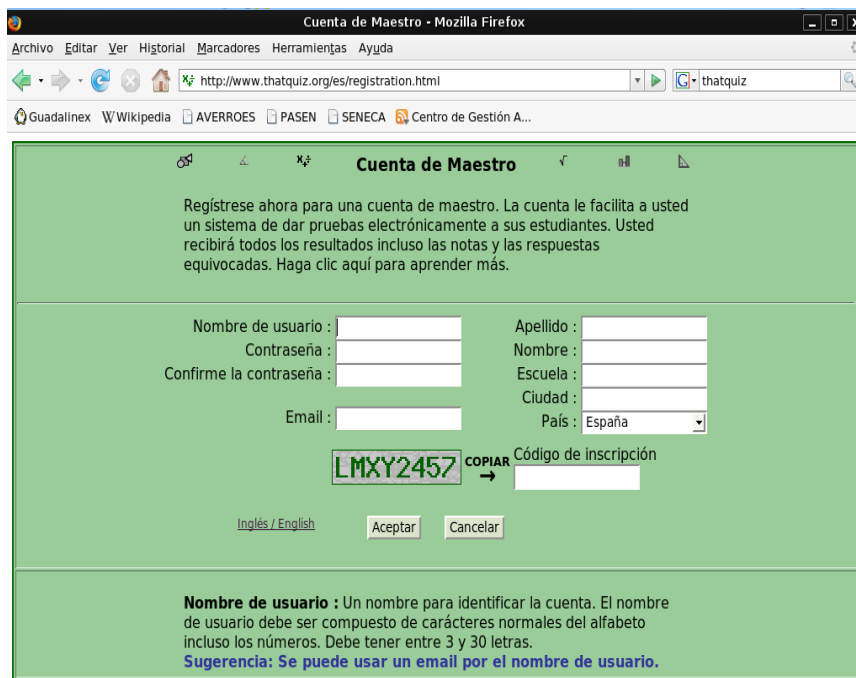 Cuenta de Maestro - Mozilla Firefox
Archivo Editar Ver Historial Marcadores Herramientas Ayuda
http://www.thatquiz.org/es/registration.html G thatquiz
Guadalinex W Wikipedia AVERROES PASEN SENECA Centro de Gestión A...
Cuenta de Maestro
Regístrese ahora para una cuenta de maestro. La cuenta le facilita a usted
un sistema de dar pruebas electrónicamente a sus estudiantes. Usted
recibirá todos los resultados incluso las notas y las respuestas
equivocadas. Haga clic aquí para aprender más.
Nombre de usuario : Apellido :
Contraseña : Nombre :
Confirme la contraseña : Escuela :
Ciudad :
Email : País : España
LMXY2457 COPIAR → Código de inscripción
Inglés / English Aceptar Cancelar
Nombre de usuario : Un nombre para identificar la cuenta. El nombre
de usuario debe ser compuesto de carácteres normales del alfabeto
incluso los números. Debe tener entre 3 y 30 letras.
Sugerencia: Se puede usar un email por el nombre de usuario.